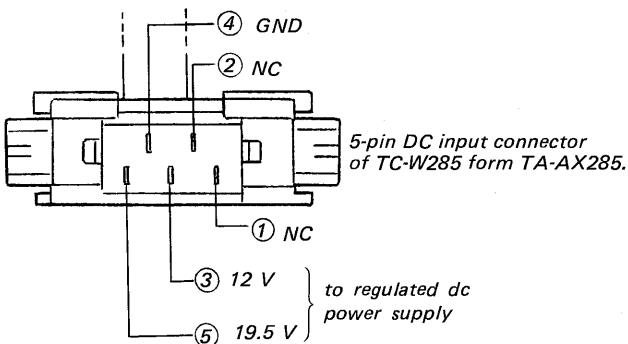 ④ GND
② NC
5-pin DC input connector
of TC-W285 form TA-AX285.
① NC
③ 12 V
to regulated dc
power supply
⑤ 19.5 V